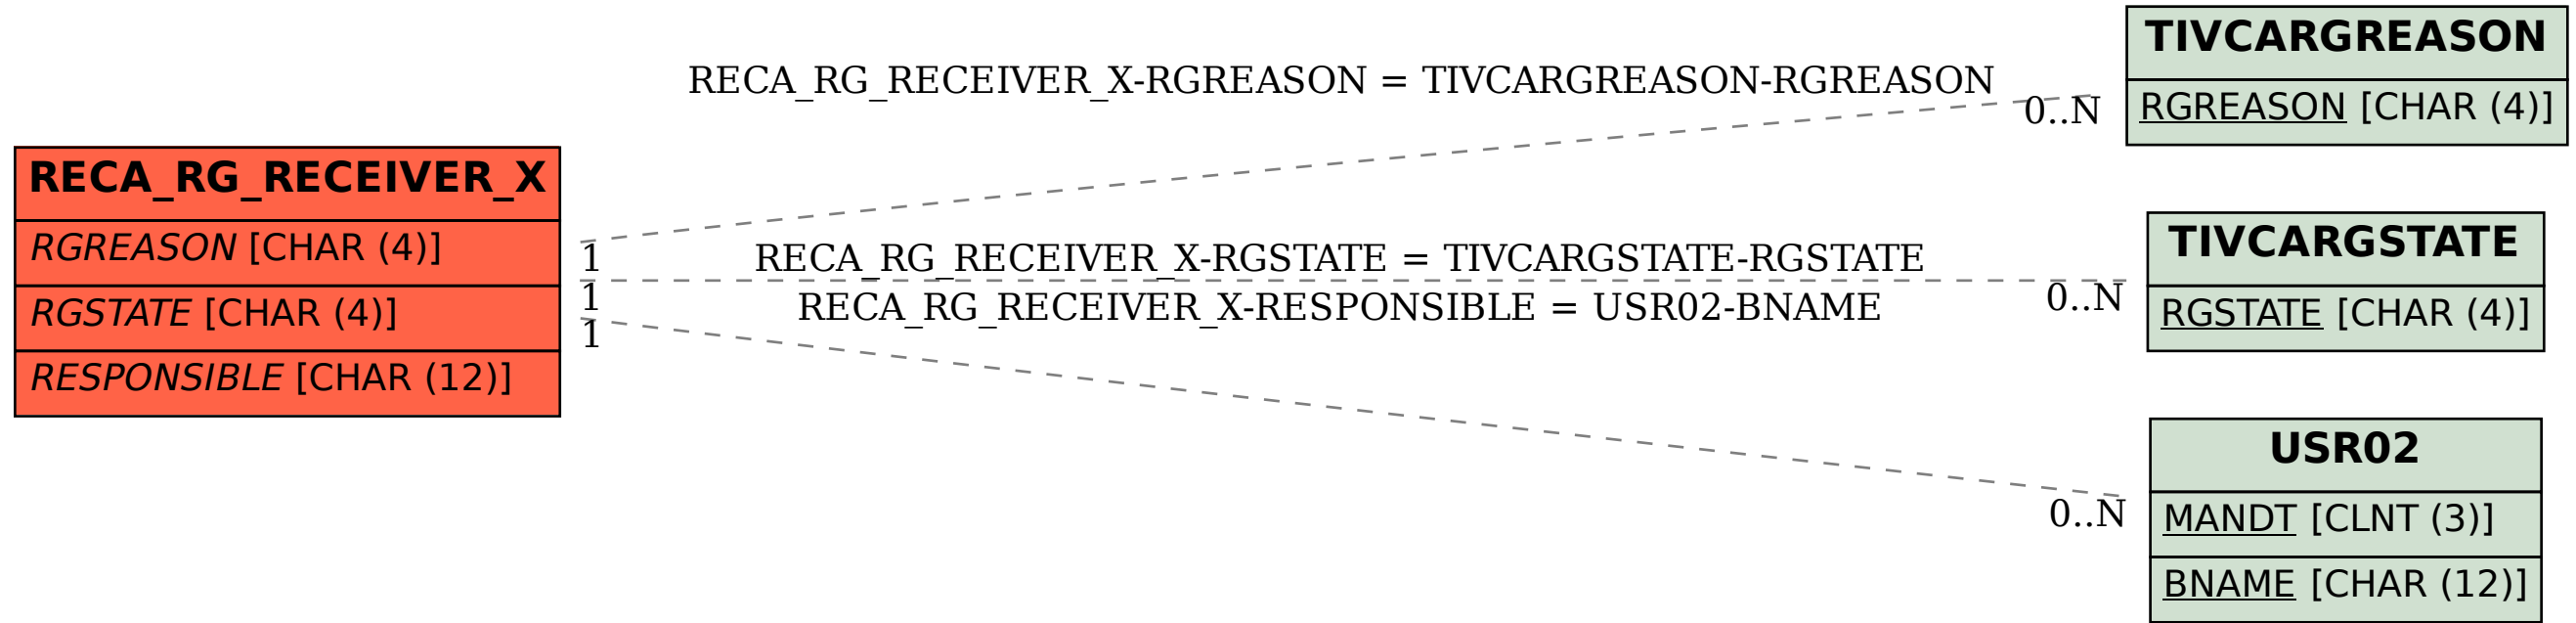 RECA_RG_RECEIVER_X
RGREASON [CHAR (4)]
RGSTATE [CHAR (4)]
RESPONSIBLE [CHAR (12)]
RECA_RG_RECEIVER_X-RGREASON = TIVCARGREASON-RGREASON
1
0..N
RECA_RG_RECEIVER_X-RGSTATE = TIVCARGSTATE-RGSTATE
1
0..N
RECA_RG_RECEIVER_X-RESPONSIBLE = USR02-BNAME
1
0..N
TIVCARGREASON
RGREASON [CHAR (4)]
TIVCARGSTATE
RGSTATE [CHAR (4)]
USR02
MANDT [CLNT (3)]
BNAME [CHAR (12)]